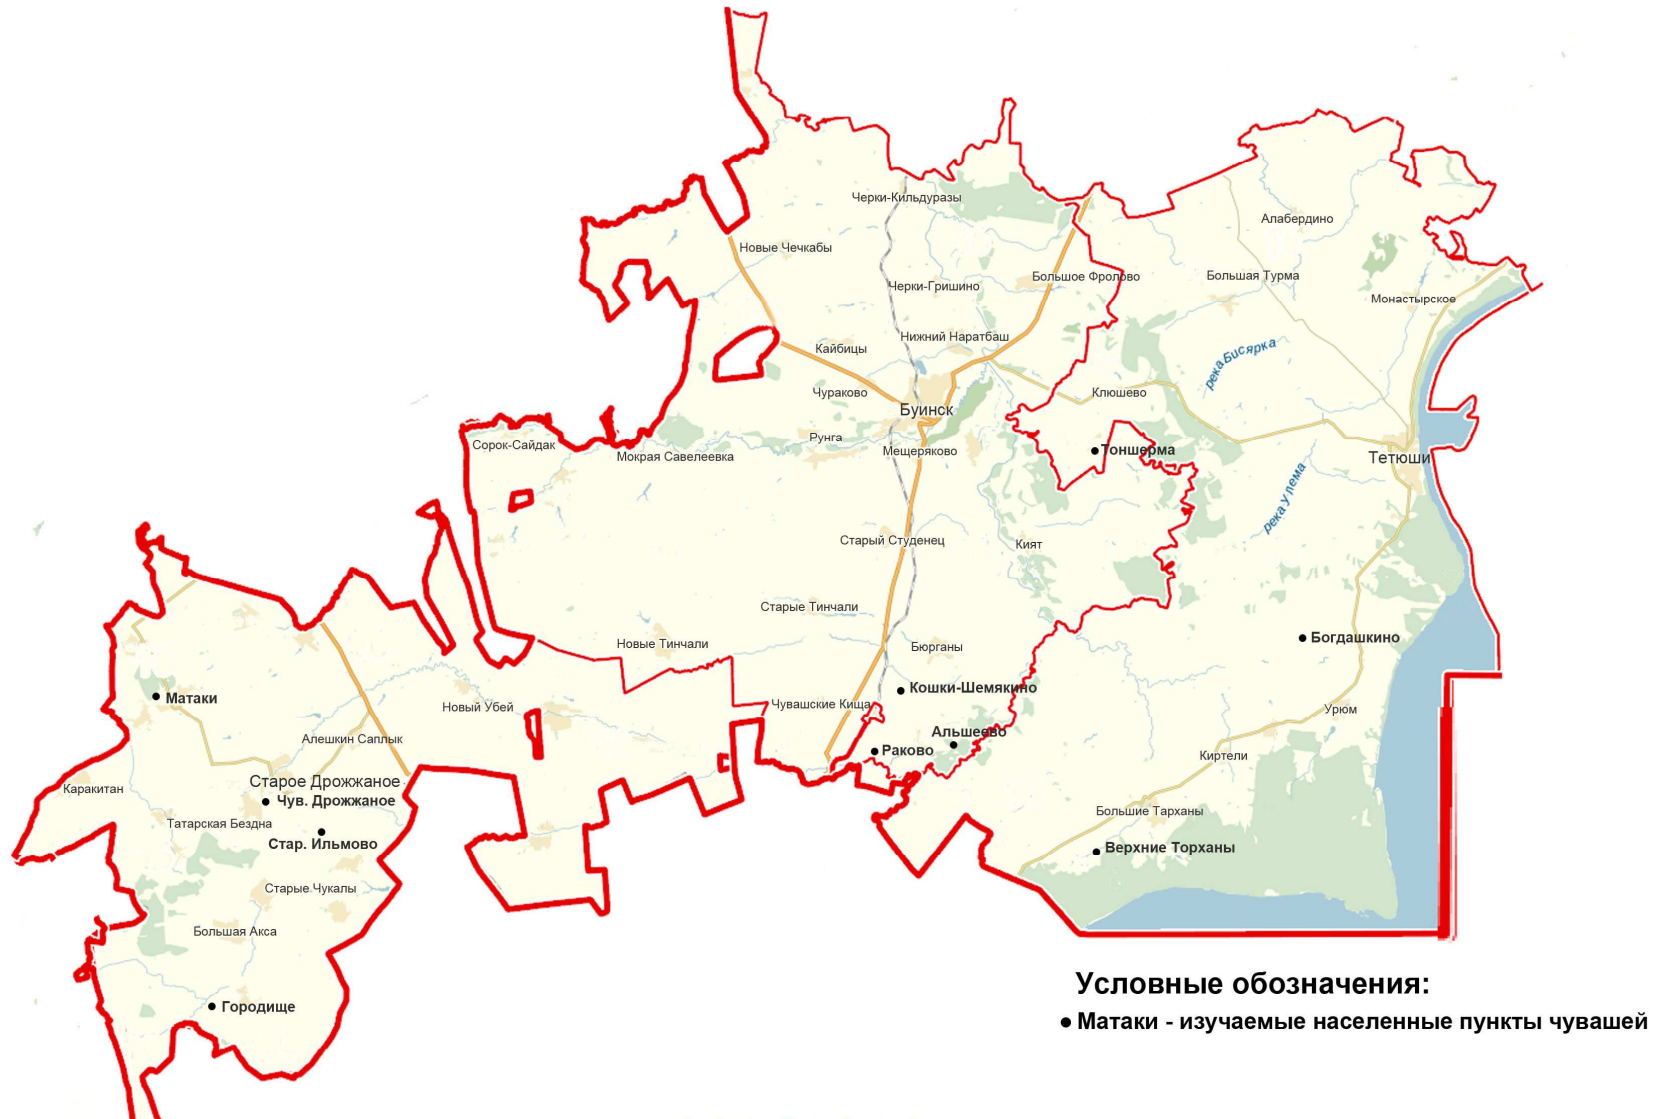 Черки-Кильдуразы
Алабердино
Новые Чечкабы
Большое Фролово
Большая Турма
Черки-Гришино
Монастырское
Нижний Наратбаш
Кайбицы
река Бисярка
Чураково
Клюшево
Буинск
Рунга
Сорок-Сайдак
Мокрая Савелеевка
Мещеряково
Тоншерма
Тетюши
река Улема
Старый Студенец
Кият
Старые Тинчали
Новые Тинчали
Бюрганы
Богдашкино
Матаки
Кошки-Шемякино
Новый Убей
Чувашские Кища
Урюм
Алешкин Саплык
Альшеево
Раково
Киртели
Старое Дрожжаное
Каракитан
Чув. Дрожжаное
Большие Тарханы
Татарская Бездна
Стар. Ильмово
Верхние Торханы
Старые Чукалы
Большая Акса
Городище
Условные обозначения:
Матаки - изучаемые населенные пункты чувашей